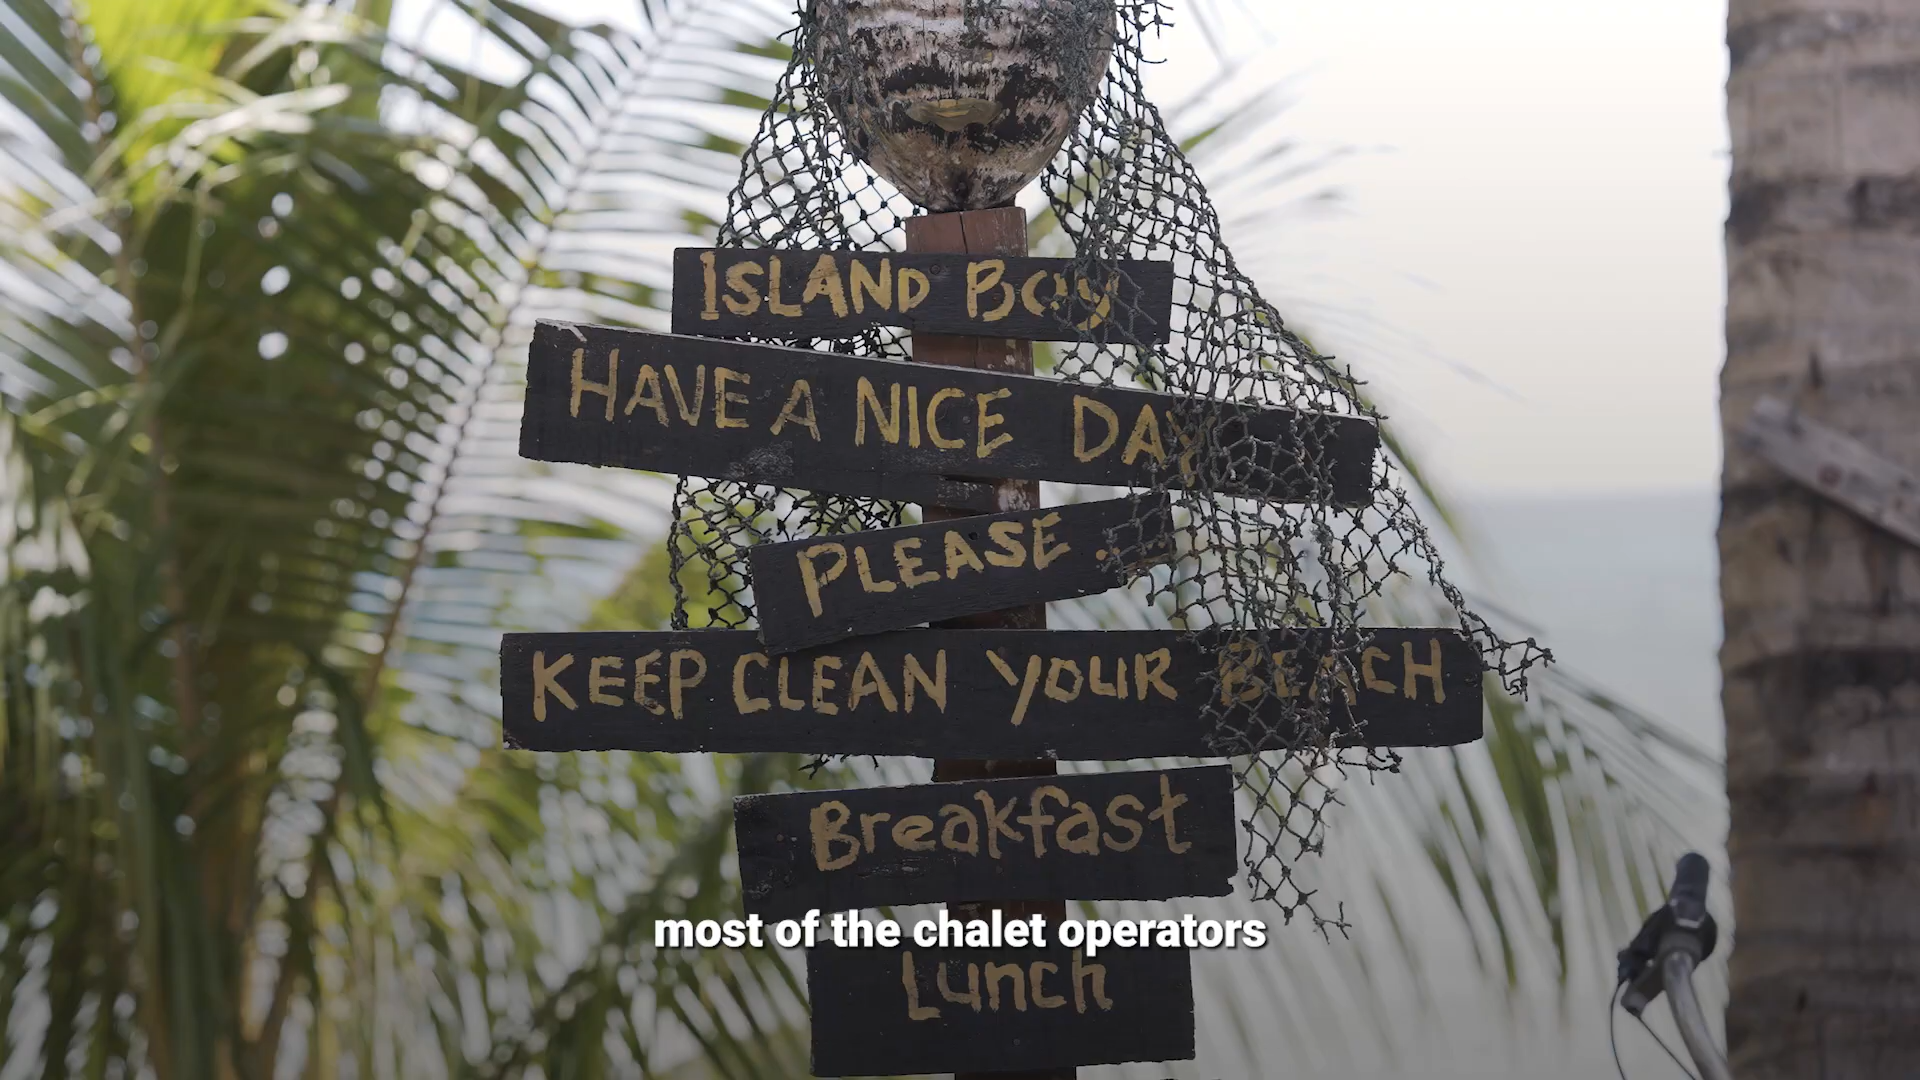 ISLAND BOY
HAVE A NICE DAY
PLEASE
KEEP CLEAN YOUR BEACH
Breakfast
most of the chalet operators
Lunch